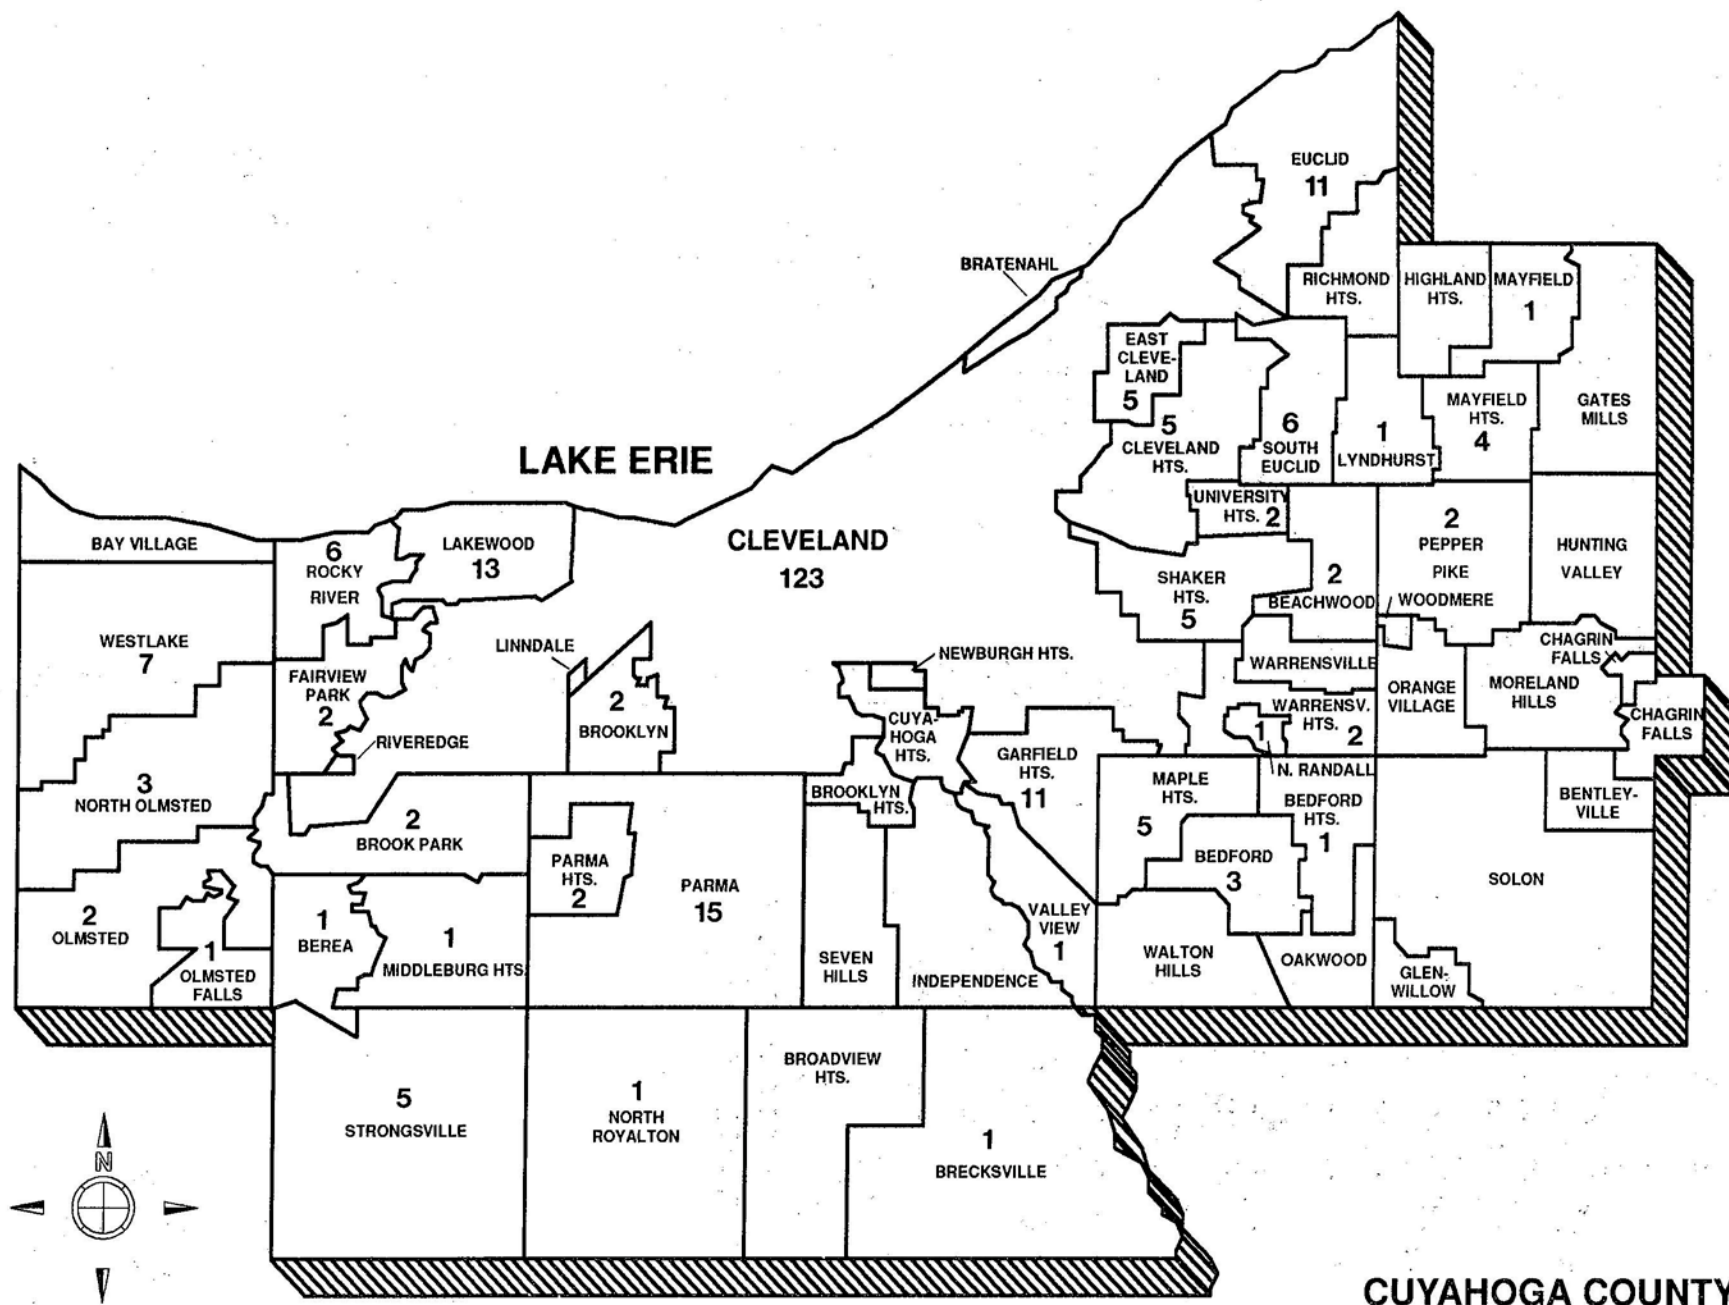 EUCLID
11
BRATENAHL
RICHMOND
HTS.
HIGHLAND
HTS.
MAYFIELD
1
EAST
CLEVE-
LAND
5
5
CLEVELAND
HTS.
6
SOUTH
EUCLID
1
LYNDHURST
MAYFIELD
HTS.
4
GATES
MILLS
LAKE ERIE
UNIVERSITY
HTS. 2
BAY VILLAGE
6
ROCKY
RIVER
LAKEWOOD
13
CLEVELAND
123
2
PEPPER
PIKE
HUNTING
VALLEY
SHAKER
HTS.
5
2
BEACHWOOD
WOODMERE
WESTLAKE
7
LINNDALE
NEWBURGH HTS.
WARRENSVILLE
CHAGRIN
FALLS
FAIRVIEW
PARK
2
2
BROOKLYN
CUYA-
HOGA
HTS.
WARRENSV.
HTS.
2
ORANGE
VILLAGE
MORELAND
HILLS
CHAGRIN
FALLS
RIVEREDGE
GARFIELD
HTS.
11
1
N. RANDALL
3
NORTH OLMSTED
BROOKLYN
HTS.
MAPLE
HTS.
5
BEDFORD
HTS.
1
BENTLEY-
VILLE
2
BROOK PARK
PARMA
HTS.
2
PARMA
15
BEDFORD
3
SOLON
2
OLMSTED
1
OLMSTED
FALLS
1
BEREA
1
MIDDLEBURG HTS.
SEVEN
HILLS
INDEPENDENCE
VALLEY
VIEW
1
WALTON
HILLS
OAKWOOD
GLEN-
WILLOW
5
STRONGSVILLE
1
NORTH
ROYALTON
BROADVIEW
HTS.
1
BRECKSVILLE
N
CUYAHOGA COUNTY